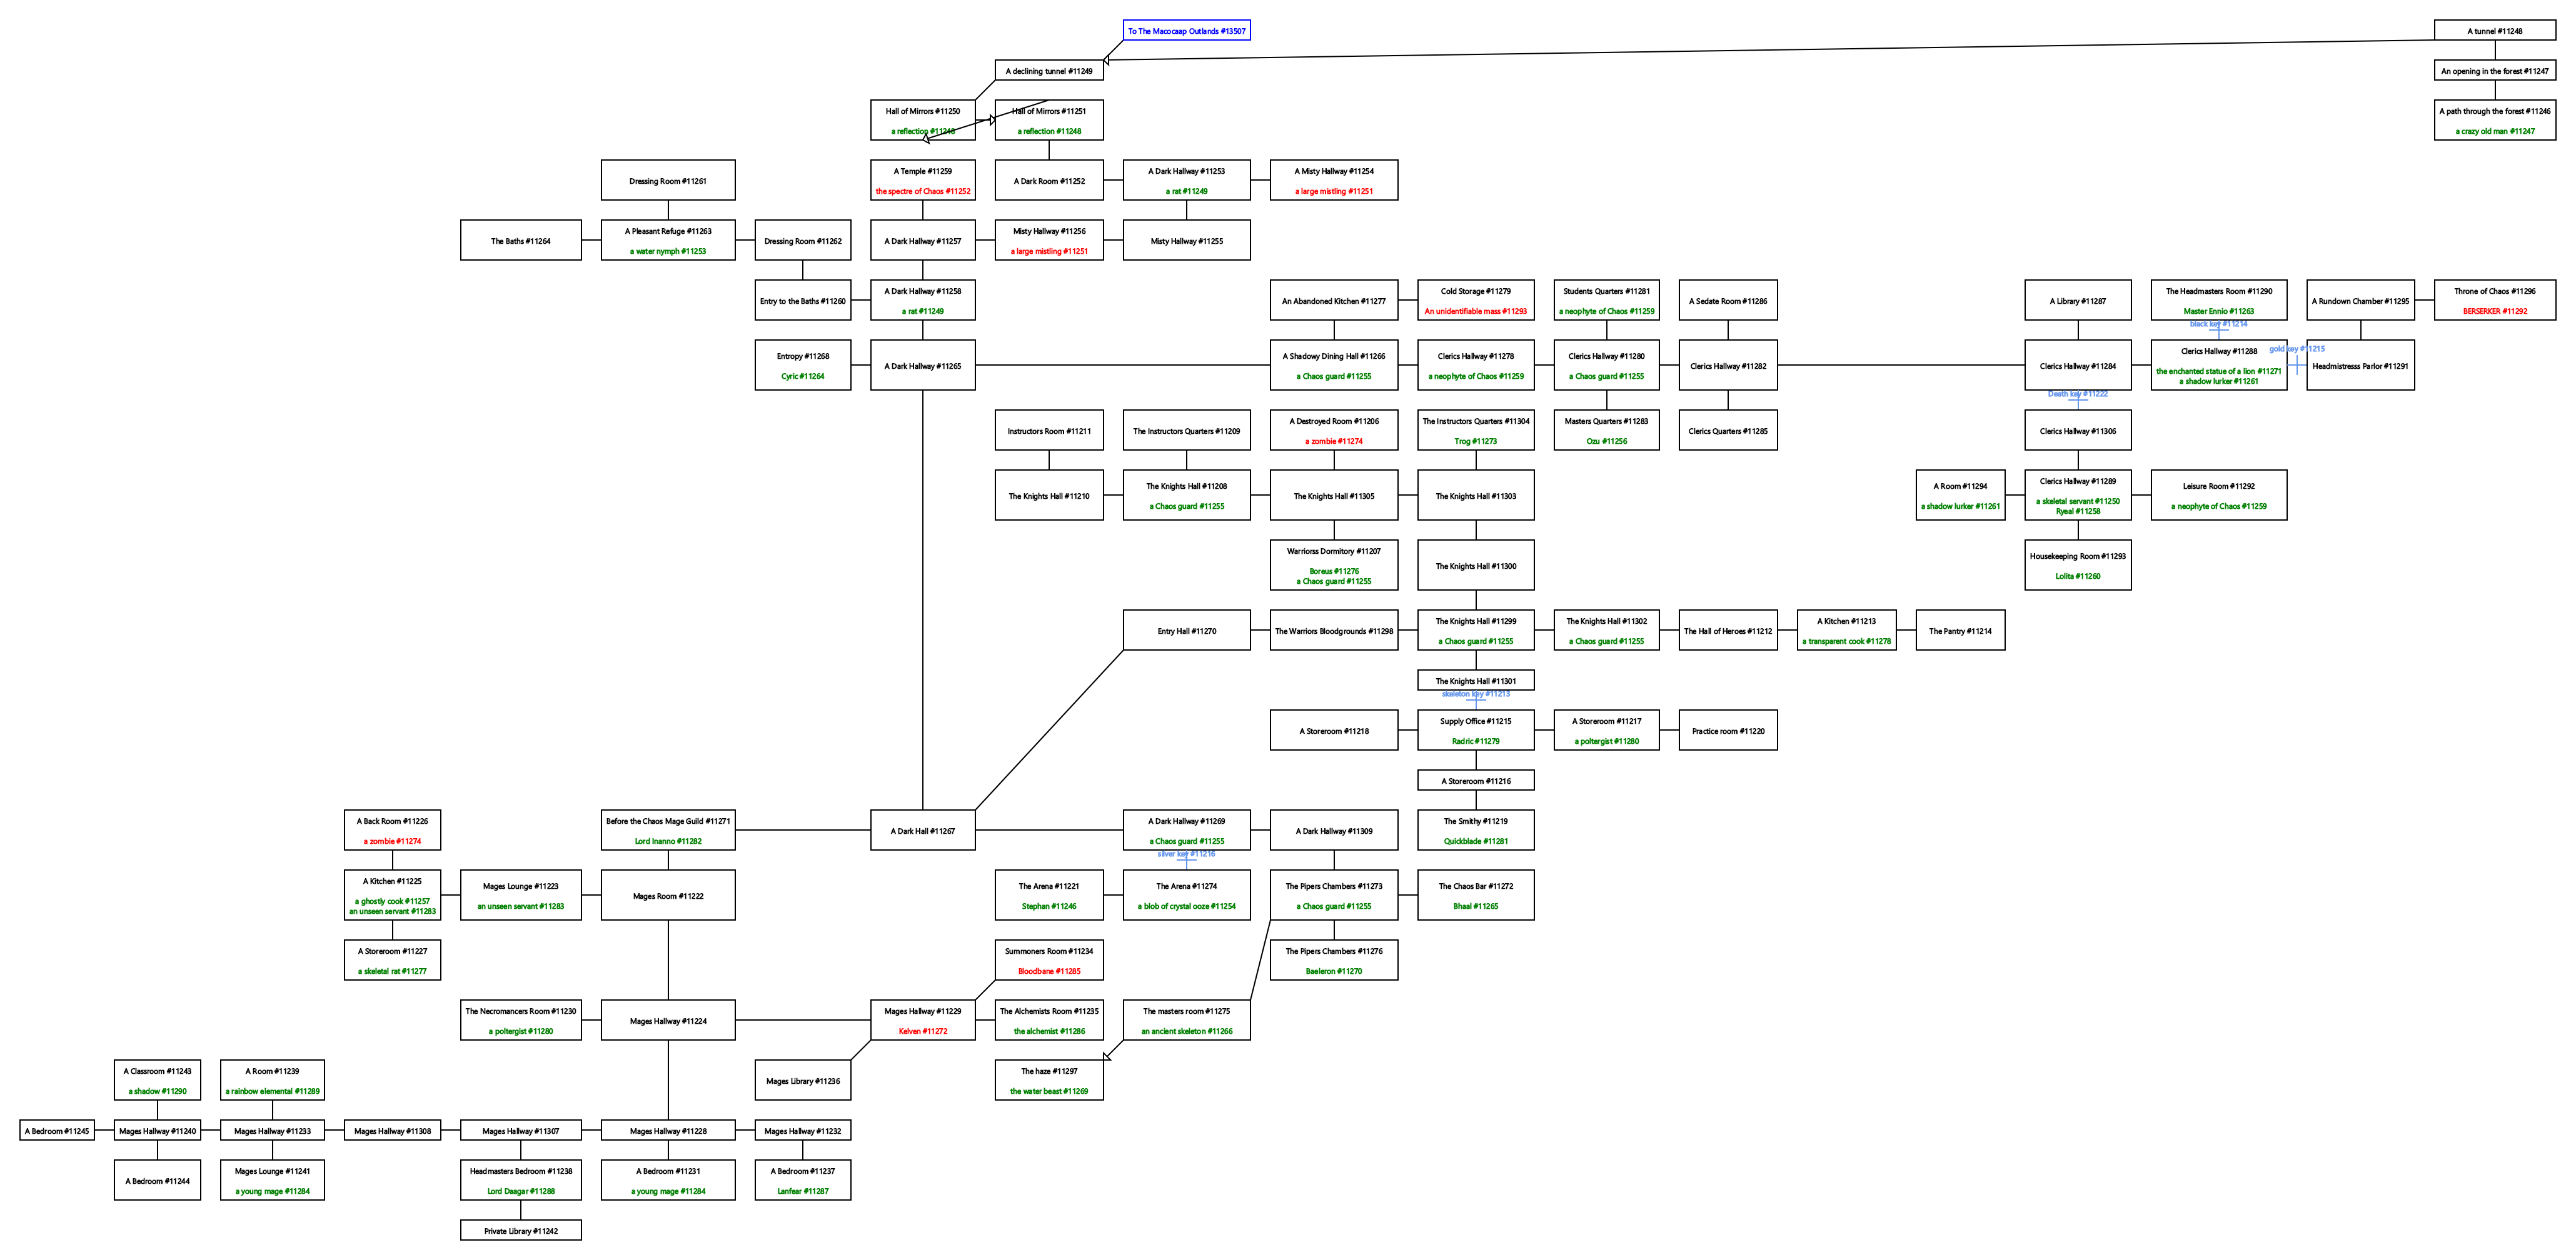 To The Macocaap Outlands #13507
A tunnel #11248
A declining tunnel #11249
An opening in the forest #11247
Hall of Mirrors #11250
a reflection #11248
Hall of Mirrors #11251
a reflection #11248
A path through the forest #11246
a crazy old man #11247
Dressing Room #11261
A Temple #11259
the spectre of Chaos #11252
A Dark Room #11252
A Dark Hallway #11253
a rat #11249
A Misty Hallway #11254
a large mistling #11251
The Baths #11264
A Pleasant Refuge #11263
a water nymph #11253
Dressing Room #11262
A Dark Hallway #11257
Misty Hallway #11256
a large mistling #11251
Misty Hallway #11255
Entry to the Baths #11260
A Dark Hallway #11258
a rat #11249
An Abandoned Kitchen #11277
Cold Storage #11279
An unidentifiable mass #11293
Students Quarters #11281
a neophyte of Chaos #11259
A Sedate Room #11286
A Library #11287
The Headmasters Room #11290
Master Ennio #11263
A Rundown Chamber #11295
Throne of Chaos #11296
BERSERKER #11292
black key #11214
Entropy #11268
Cyric #11264
A Dark Hallway #11265
A Shadowy Dining Hall #11266
a Chaos guard #11255
Clerics Hallway #11278
a neophyte of Chaos #11259
Clerics Hallway #11280
a Chaos guard #11255
Clerics Hallway #11282
Clerics Hallway #11284
Clerics Hallway #11288
the enchanted statue of a lion #11271
a shadow lurker #11261
gold key #11215
Headmistresss Parlor #11291
Death key #11222
Instructors Room #11211
The Instructors Quarters #11209
A Destroyed Room #11206
a zombie #11274
The Instructors Quarters #11304
Trog #11273
Masters Quarters #11283
Ozu #11256
Clerics Quarters #11285
Clerics Hallway #11306
The Knights Hall #11210
The Knights Hall #11208
a Chaos guard #11255
The Knights Hall #11305
The Knights Hall #11303
A Room #11294
a shadow lurker #11261
Clerics Hallway #11289
a skeletal servant #11250
Ryeal #11258
Leisure Room #11292
a neophyte of Chaos #11259
Warriorss Dormitory #11207
Boreus #11276
a Chaos guard #11255
The Knights Hall #11300
Housekeeping Room #11293
Lolita #11260
Entry Hall #11270
The Warriors Bloodgrounds #11298
The Knights Hall #11299
a Chaos guard #11255
The Knights Hall #11302
a Chaos guard #11255
The Hall of Heroes #11212
A Kitchen #11213
a transparent cook #11278
The Pantry #11214
The Knights Hall #11301
skeleton key #11213
A Storeroom #11218
Supply Office #11215
Radric #11279
A Storeroom #11217
a poltergist #11280
Practice room #11220
A Storeroom #11216
A Back Room #11226
a zombie #11274
Before the Chaos Mage Guild #11271
Lord Inanno #11282
A Dark Hall #11267
A Dark Hallway #11269
a Chaos guard #11255
A Dark Hallway #11309
The Smithy #11219
Quickblade #11281
silver key #11216
A Kitchen #11225
a ghostly cook #11257
an unseen servant #11283
Mages Lounge #11223
an unseen servant #11283
Mages Room #11222
The Arena #11221
Stephan #11246
The Arena #11274
a blob of crystal ooze #11254
The Pipers Chambers #11273
a Chaos guard #11255
The Chaos Bar #11272
Bhaal #11265
A Storeroom #11227
a skeletal rat #11277
Summoners Room #11234
Bloodbane #11285
The Pipers Chambers #11276
Baeleron #11270
The Necromancers Room #11230
a poltergist #11280
Mages Hallway #11224
Mages Hallway #11229
Kelven #11272
The Alchemists Room #11235
the alchemist #11286
The masters room #11275
an ancient skeleton #11266
A Classroom #11243
a shadow #11290
A Room #11239
a rainbow elemental #11289
Mages Library #11236
The haze #11297
the water beast #11269
A Bedroom #11245
Mages Hallway #11240
Mages Hallway #11233
Mages Hallway #11308
Mages Hallway #11307
Mages Hallway #11228
Mages Hallway #11232
A Bedroom #11244
Mages Lounge #11241
a young mage #11284
Headmasters Bedroom #11238
Lord Daagar #11288
A Bedroom #11231
a young mage #11284
A Bedroom #11237
Lanfear #11287
Private Library #11242